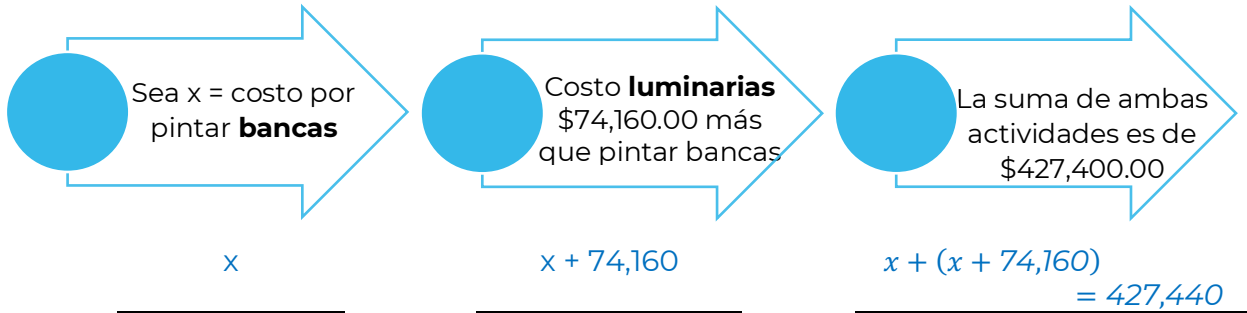 Sea x = costo por
pintar bancas
Costo luminarias
$74,160.00 más
que pintar bancas
La suma de ambas
actividades es de
$427,400.00
x
x + 74,160
x + (x + 74,160)
= 427,440